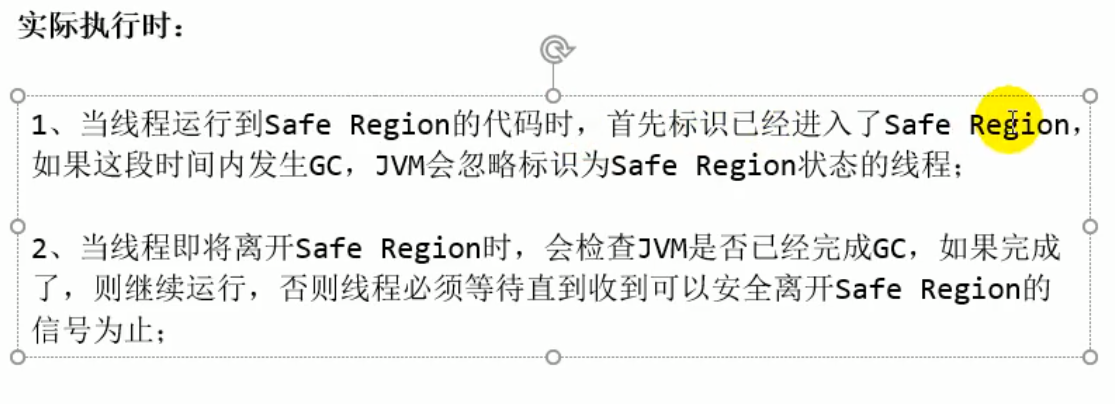 实际执行时：
1、当线程运行到Safe Region的代码时，首先标识已经进入了Safe Region，
如果这段时间内发生GC，JVM会忽略标识为Safe Region状态的线程；
2、当线程即将离开Safe Region时，会检查JVM是否已经完成GC，如果完成
了，则继续运行，否则线程必须等待直到收到可以安全离开Safe Region的
信号为止；